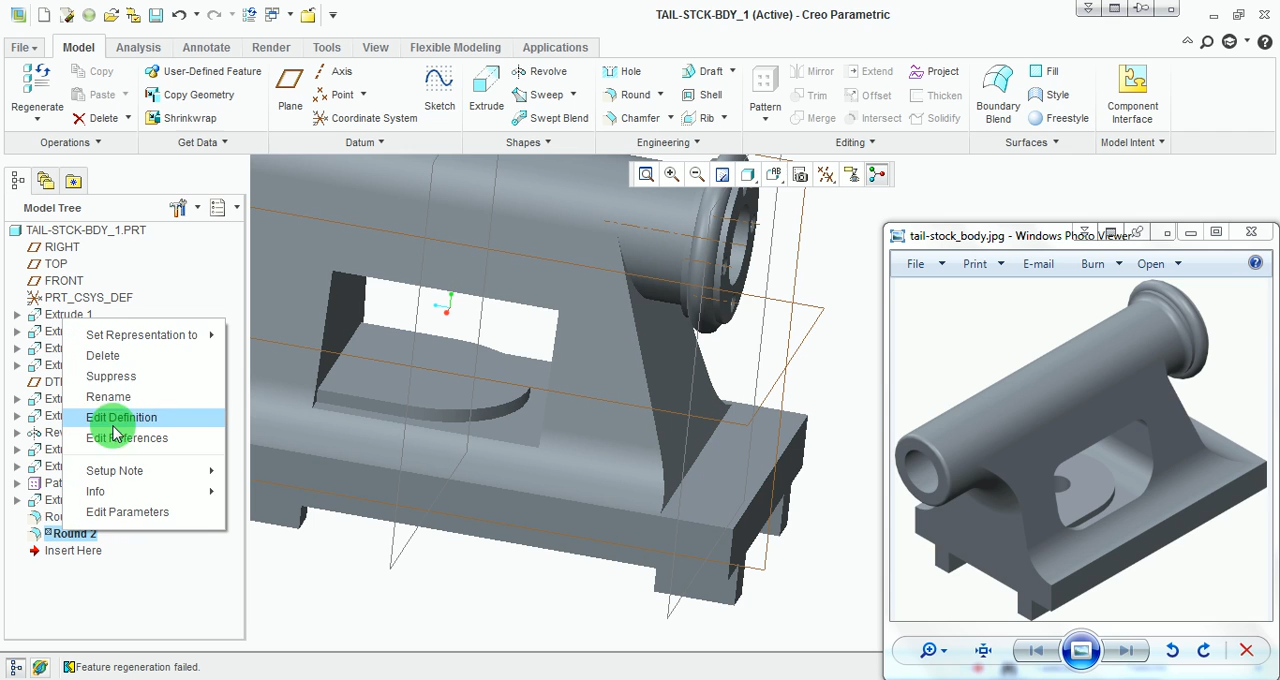 TAIL-STCK-BDY_1 (Active) - Creo Parametric
File
Model
Analysis
Annotate
Render
Tools
View
Flexible Modeling
Applications
Regenerate
Copy
Paste
Delete
User-Defined Feature
Copy Geometry
Shrinkwrap
Plane
Axis
Point
Coordinate System
Sketch
Extrude
Revolve
Sweep
Swept Blend
Hole
Round
Chamfer
Draft
Shell
Rib
Pattern
Mirror
Trim
Merge
Extend
Offset
Intersect
Project
Thicken
Solidify
Boundary
Blend
Fill
Style
Freestyle
Component
Interface
Operations
Get Data
Datum
Shapes
Engineering
Editing
Surfaces
Model Intent
Model Tree
TAIL-STCK-BDY_1.PRT
RIGHT
TOP
FRONT
PRT_CSYS_DEF
Extrude 1
Set Representation to
Delete
Suppress
Rename
Edit Definition
Edit References
Setup Note
Info
Edit Parameters
Round 2
Insert Here
Feature regeneration failed.
tail-stock_body.jpg - Windows Photo Viewer
File
Print
E-mail
Burn
Open